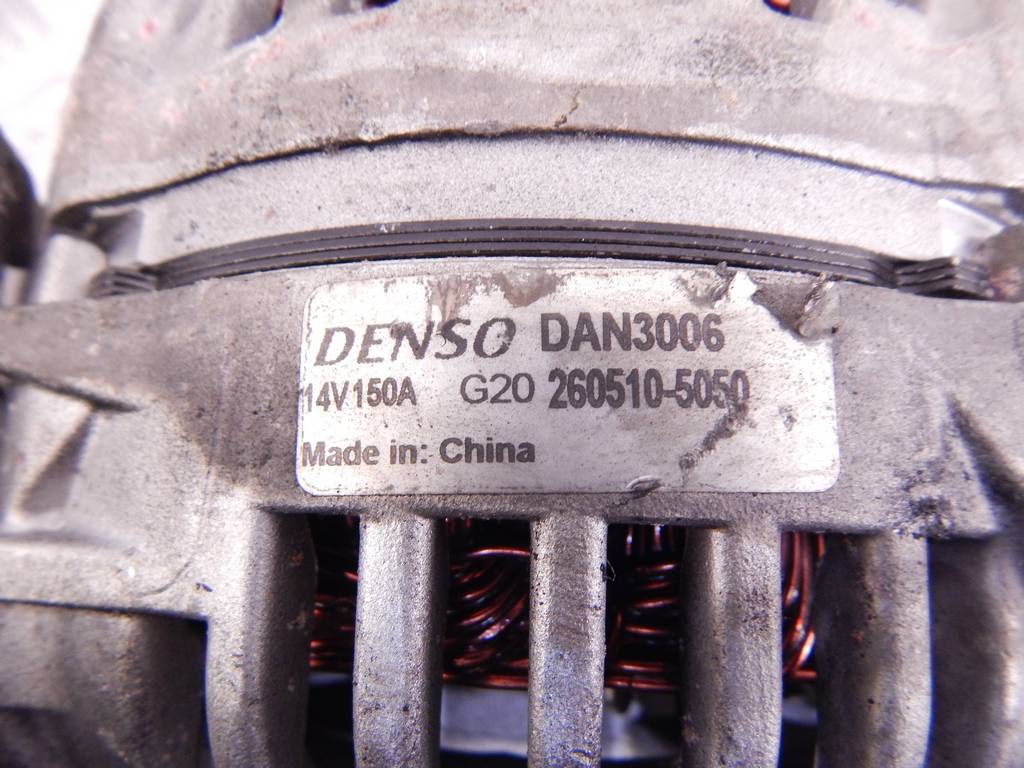 DENSO DAN3006
14V150A G20 260510-5050
Made in: China